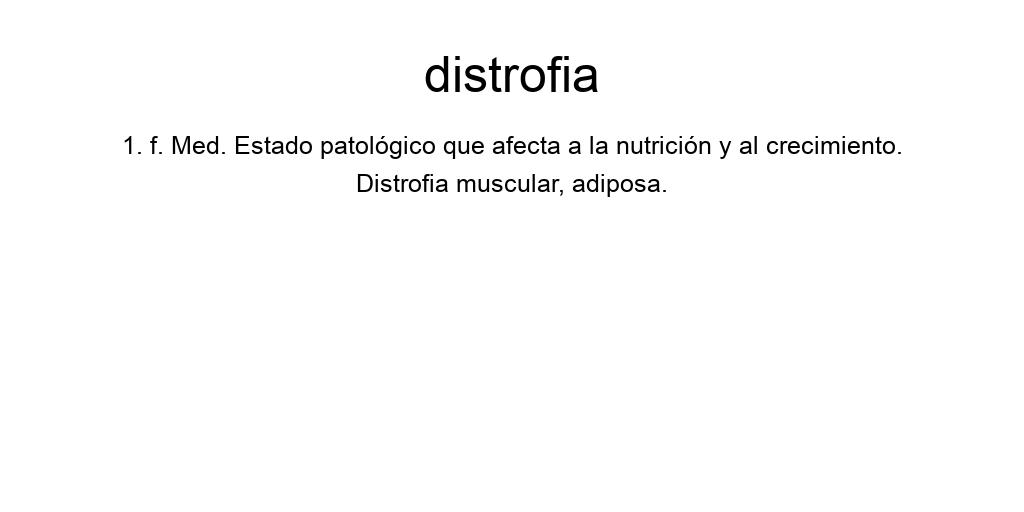 distrofia
1. f. Med. Estado patológico que afecta a la nutrición y al crecimiento.
Distrofia muscular, adiposa.